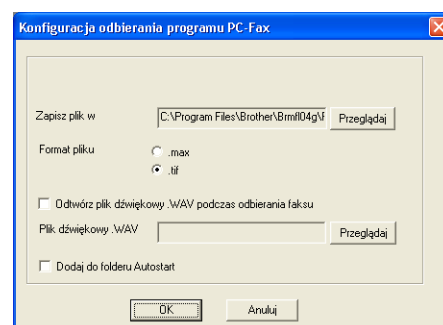 Konfiguracja odbierania programu PC-Fax
Zapisz plik w C:\Program Files\Brother\Brmfl04g\F Przeglądaj
Format pliku .max
.tif
Odtwórz plik dźwiękowy .WAV podczas odbierania faksu
Plik dźwiękowy .WAV Przeglądaj
Dodaj do folderu Autostart
OK Anuluj